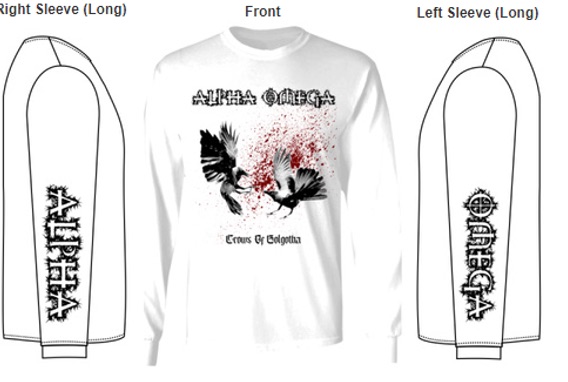 Right Sleeve (Long)
Front
Left Sleeve (Long)
ALPHA OMEGA
Crows Of Golgotha
ALPHA
OMEGA